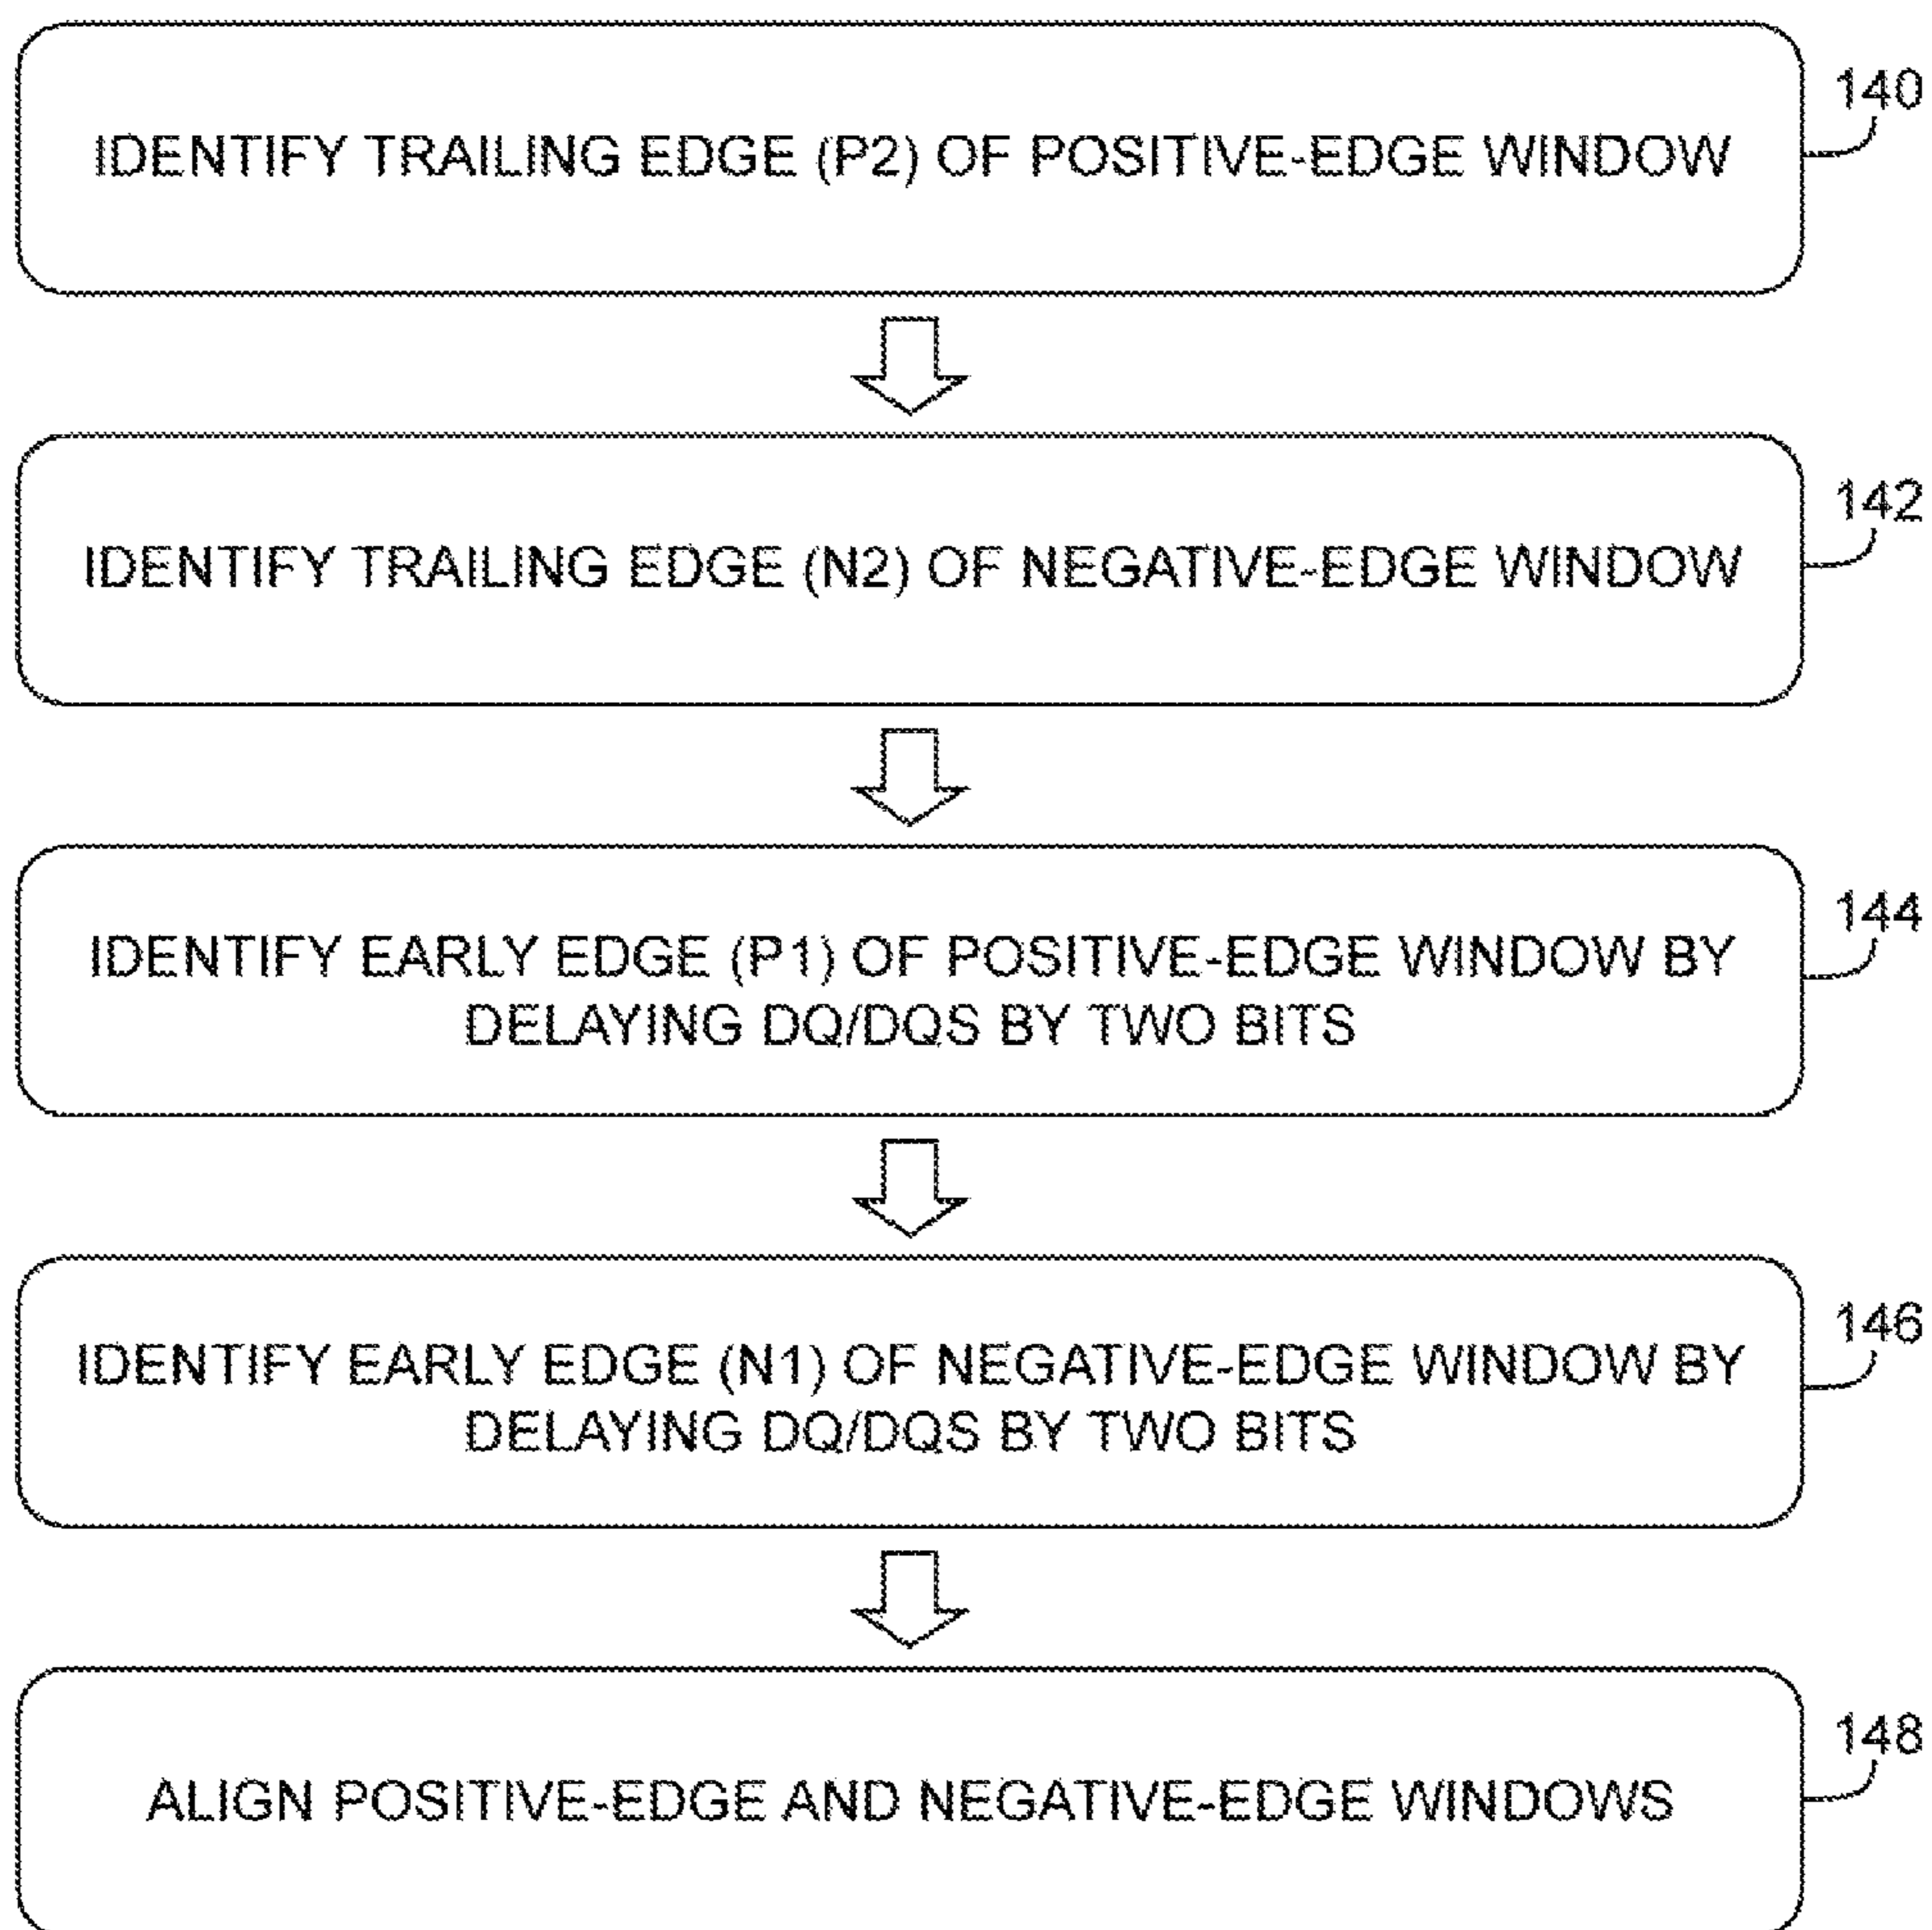 140
IDENTIFY TRAILING EDGE (P2) OF POSITIVE-EDGE WINDOW
142
IDENTIFY TRAILING EDGE (N2) OF NEGATIVE-EDGE WINDOW
144
IDENTIFY EARLY EDGE (P1) OF POSITIVE-EDGE WINDOW BY
DELAYING DQ/DQS BY TWO BITS
146
IDENTIFY EARLY EDGE (N1) OF NEGATIVE-EDGE WINDOW BY
DELAYING DQ/DQS BY TWO BITS
148
ALIGN POSITIVE-EDGE AND NEGATIVE-EDGE WINDOWS